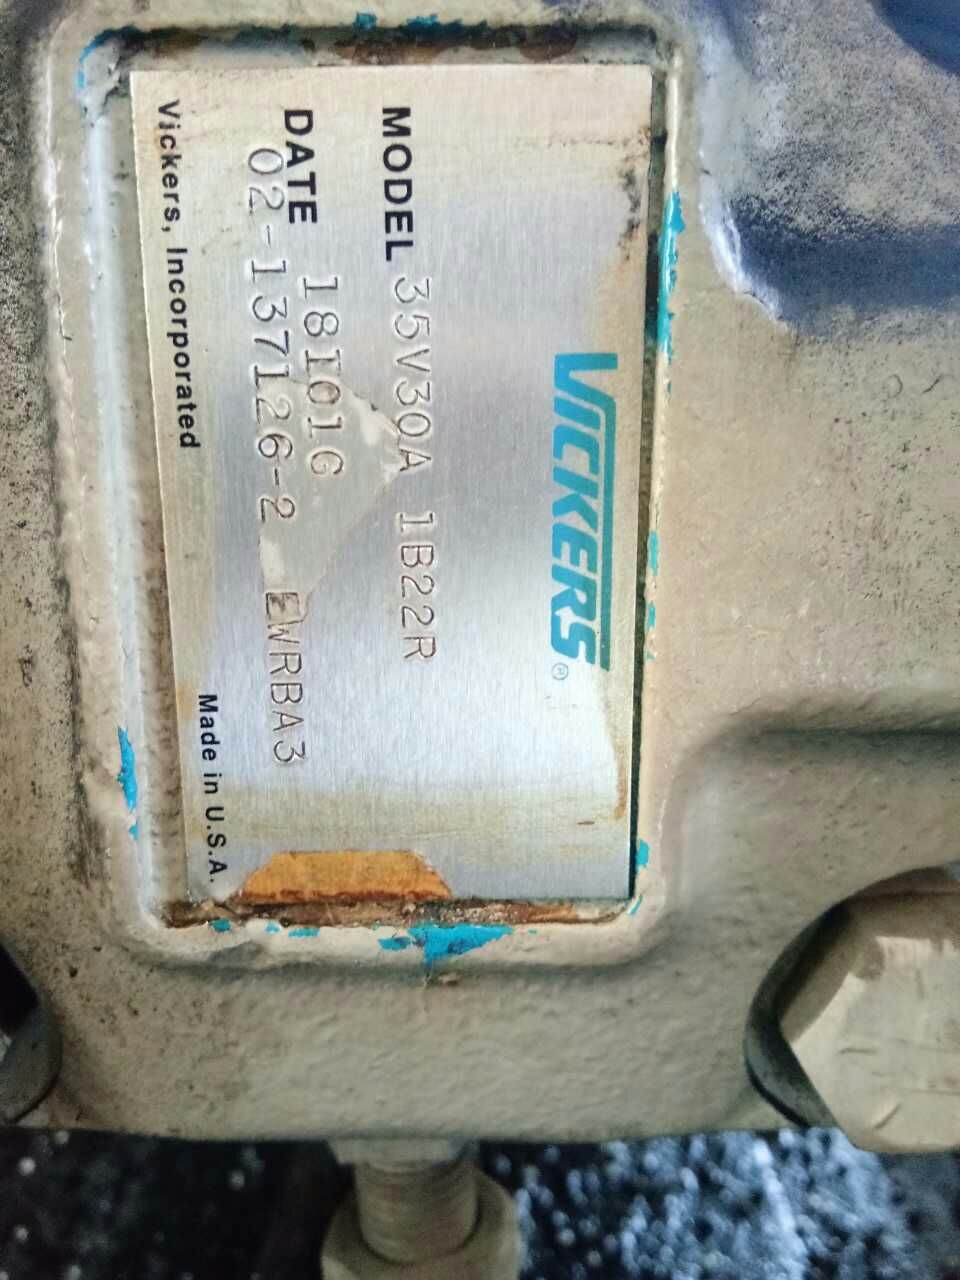 VICKERS®
MODEL 35V30A 1B22R
DATE 18I01G
02-137126-2 EWRBA3
Vickers, Incorporated Made in U.S.A.